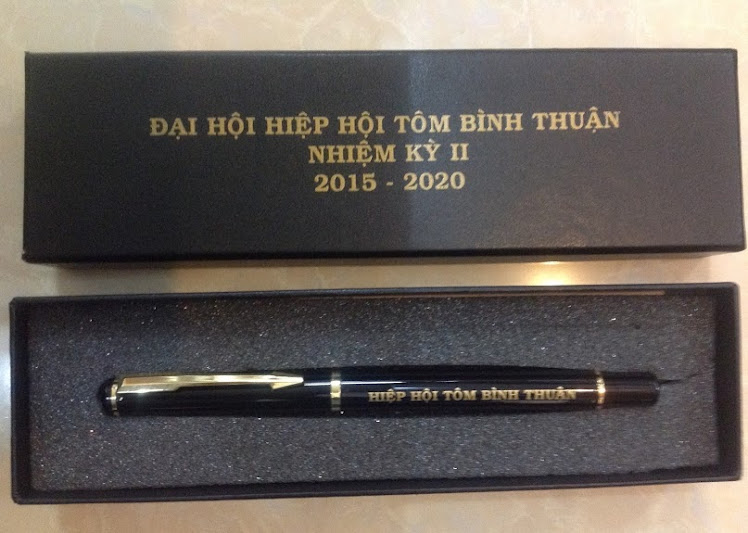 ĐẠI HỘI HIỆP HỘI TÔM BÌNH THUẬN
NHIỆM KỲ II
2015 - 2020
HIỆP HỘI TÔM BÌNH THUẬN